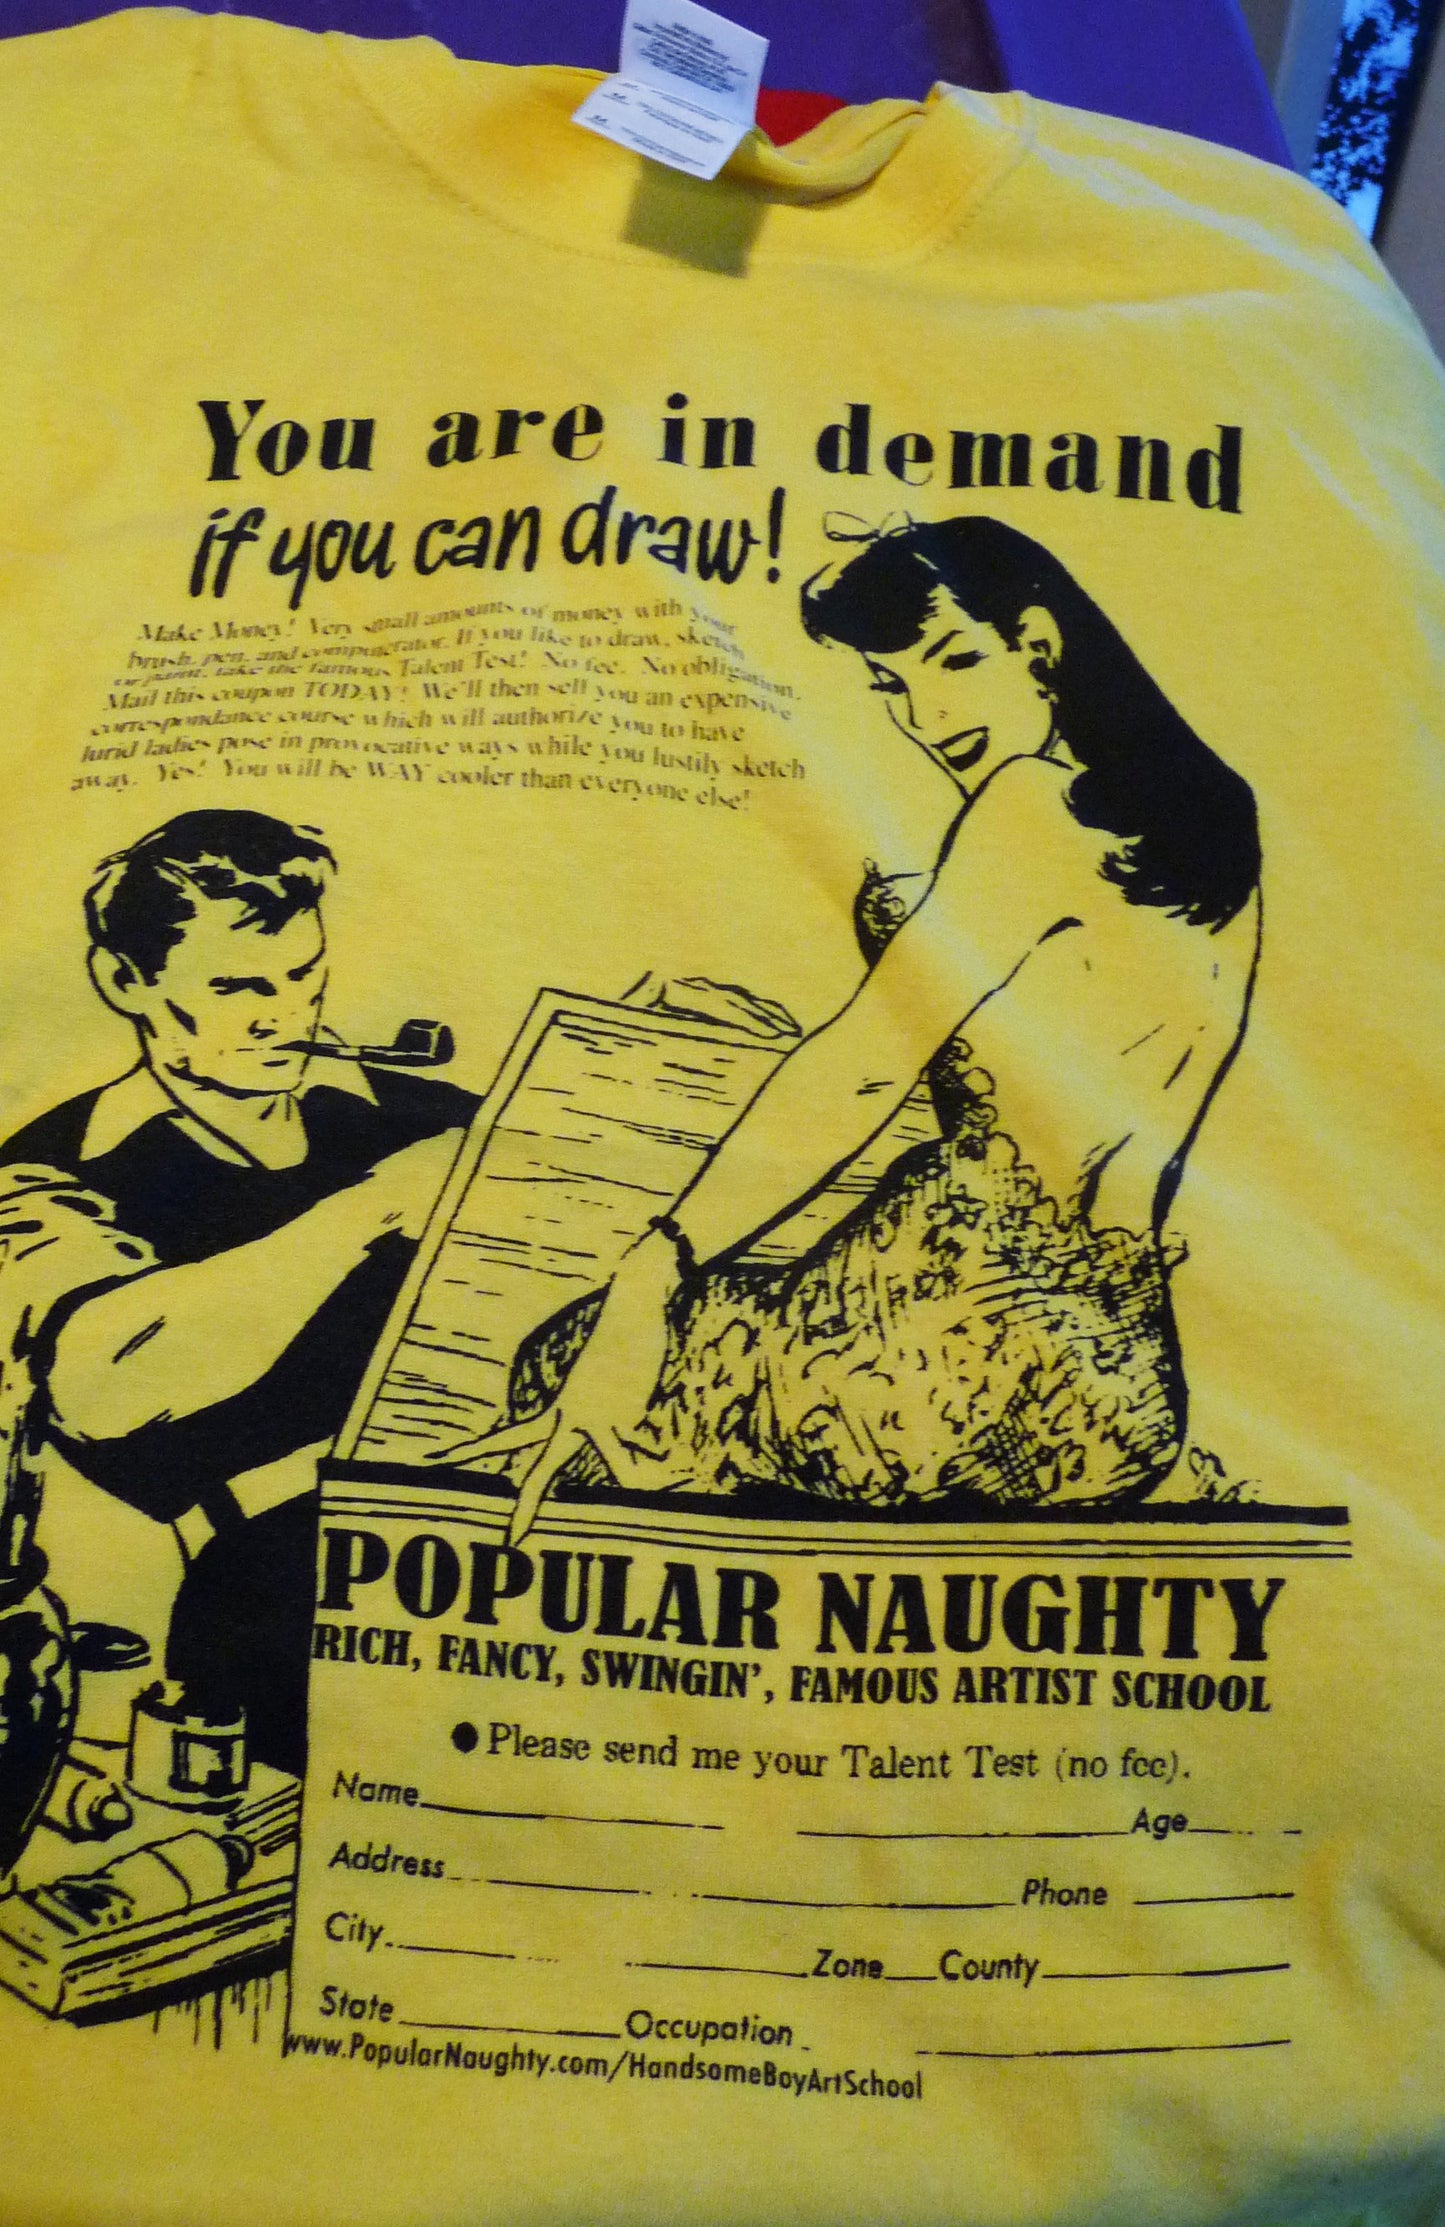 You are in demand
if you can draw!
Make Money! Very small amounts of money with your
brush, pen, and computerator. If you like to draw, sketch
or paint, take the famous Talent Test! No fee. No obligation.
Mail this coupon TODAY! We'll then sell you an expensive
correspondance course which will authorize you to have
lurid ladies pose in provocative ways while you lustily sketch
away. Yes! You will be WAY cooler than everyone else!
POPULAR NAUGHTY
RICH, FANCY, SWINGIN', FAMOUS ARTIST SCHOOL
● Please send me your Talent Test (no fee).
Name Age
Address Phone
City Zone County
State Occupation
www.PopularNaughty.com/HandsomeBoyArtSchool